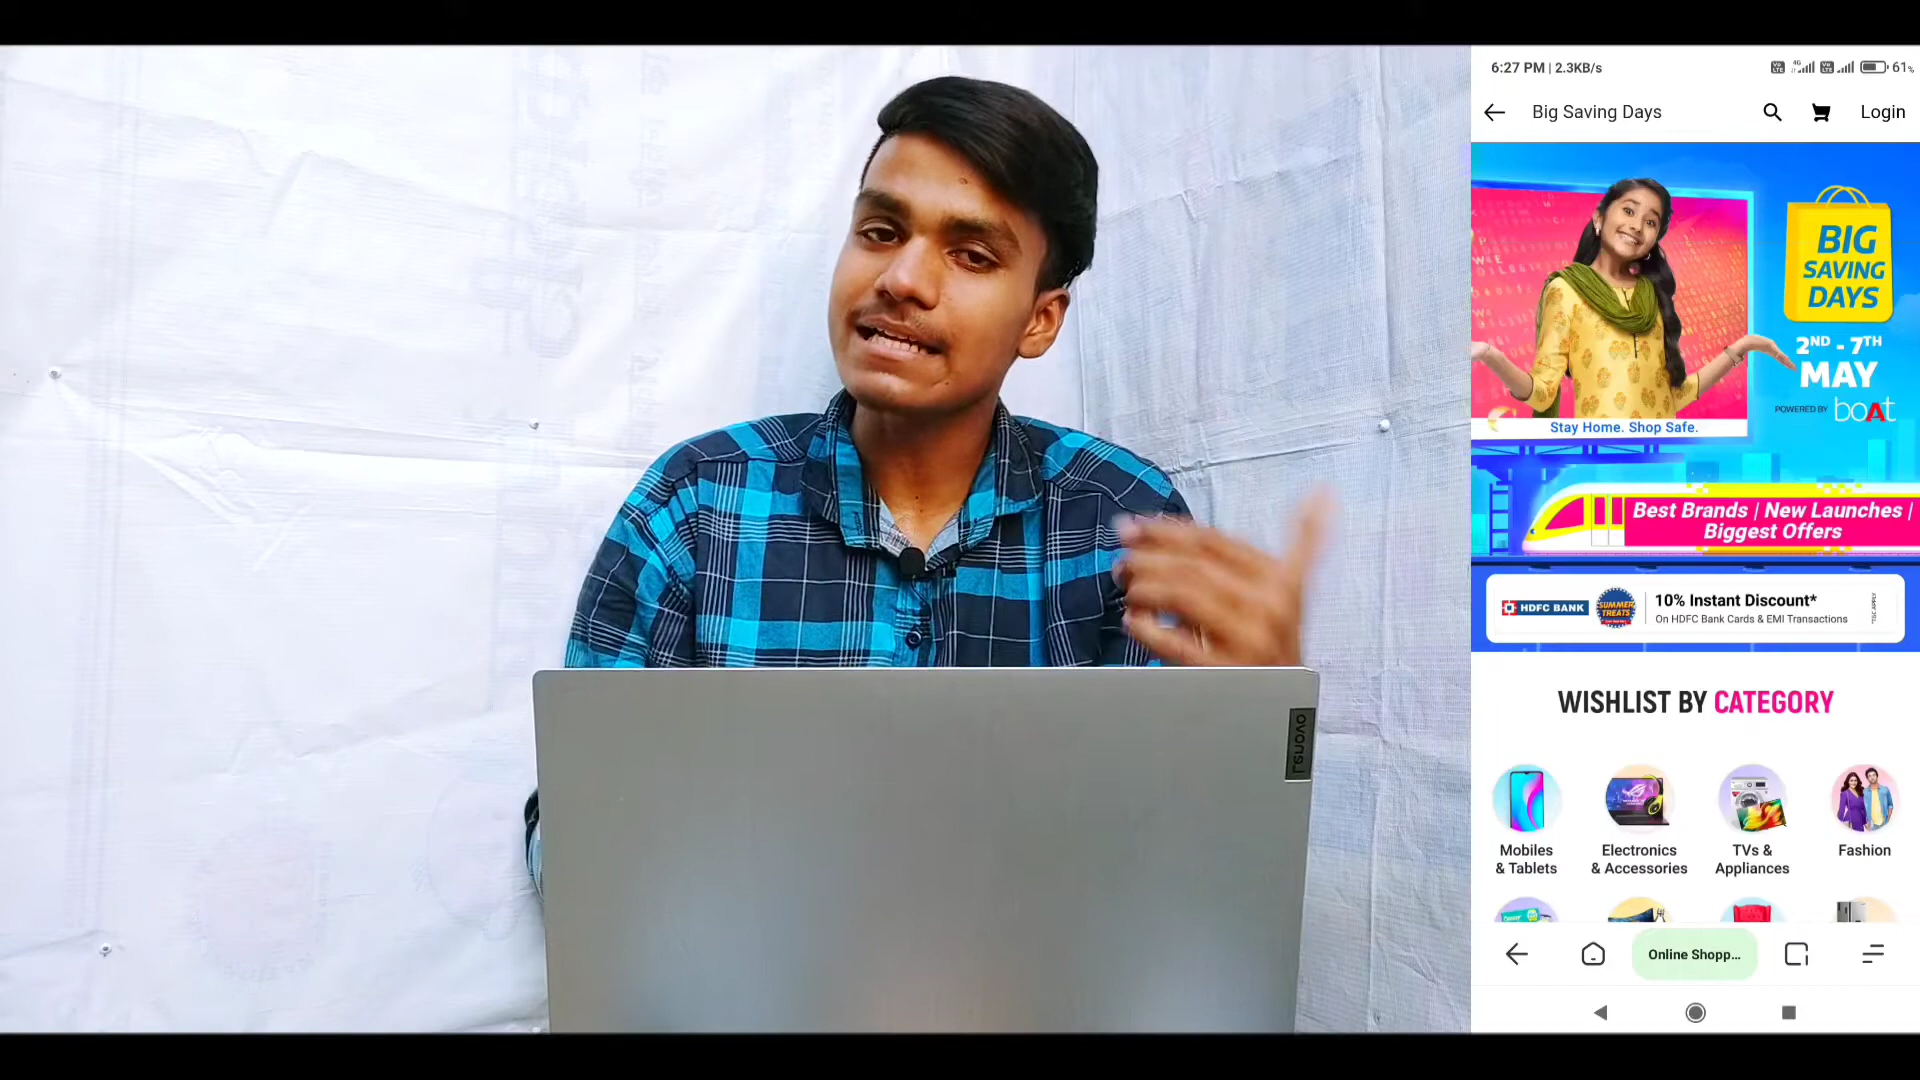 6:27 PM | 2.3KB/s
61%
Big Saving Days
Login
BIG
SAVING
DAYS
2ND - 7TH
MAY
POWERED BY boAt
Stay Home. Shop Safe.
Best Brands | New Launches |
Biggest Offers
HDFC BANK
SUMMER
TREATS
10% Instant Discount*
On HDFC Bank Cards & EMI Transactions
*T&C APPLY
WISHLIST BY CATEGORY
Mobiles
& Tablets
Electronics
& Accessories
TVs &
Appliances
Fashion
Online Shopp...
Lenovo